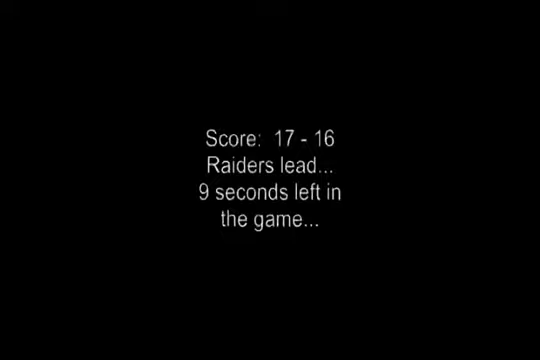 Score:  17 - 16
Raiders lead...
9 seconds left in
the game...